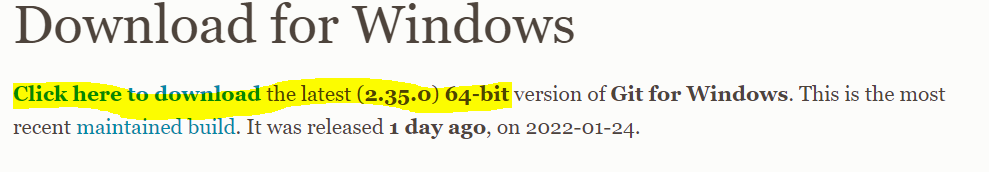 Download for Windows
Click here to download the latest (2.35.0) 64-bit version of Git for Windows. This is the most
recent maintained build. It was released 1 day ago, on 2022-01-24.